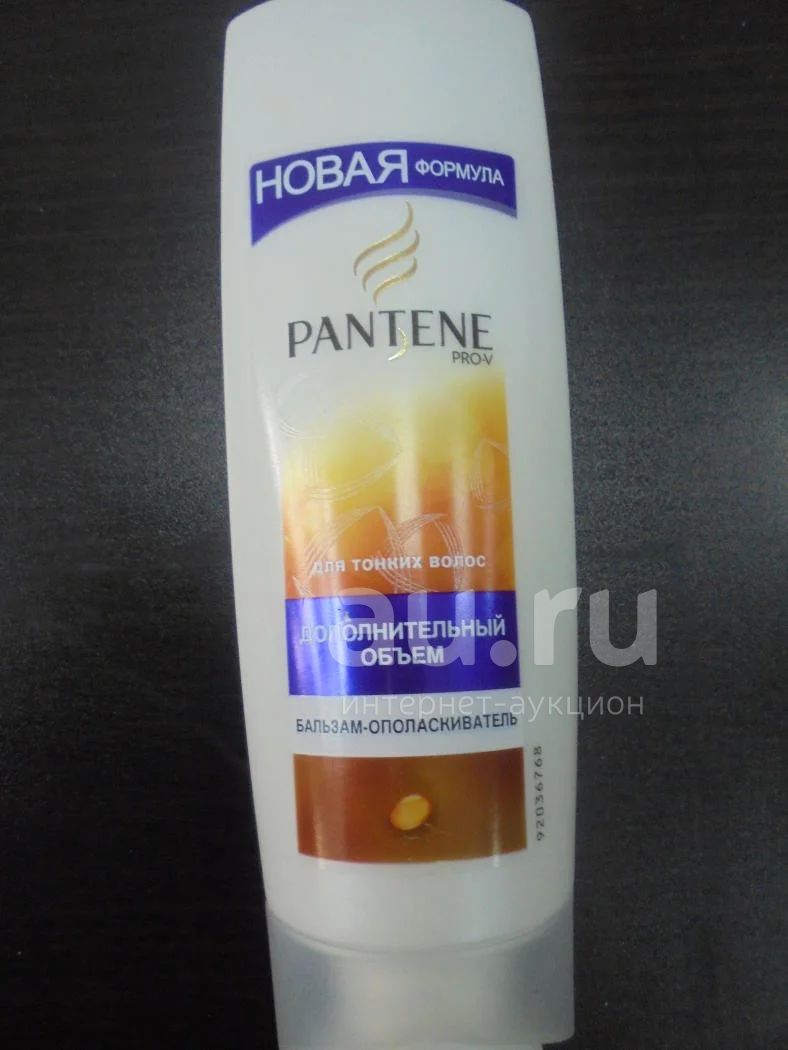 НОВАЯ ФОРМУЛА
PANTENE
PRO-V
ДЛЯ ТОНКИХ ВОЛОС
ДОПОЛНИТЕЛЬНЫЙ
ОБЪЕМ
au.ru
интернет-аукцион
БАЛЬЗАМ-ОПОЛАСКИВАТЕЛЬ
92036768